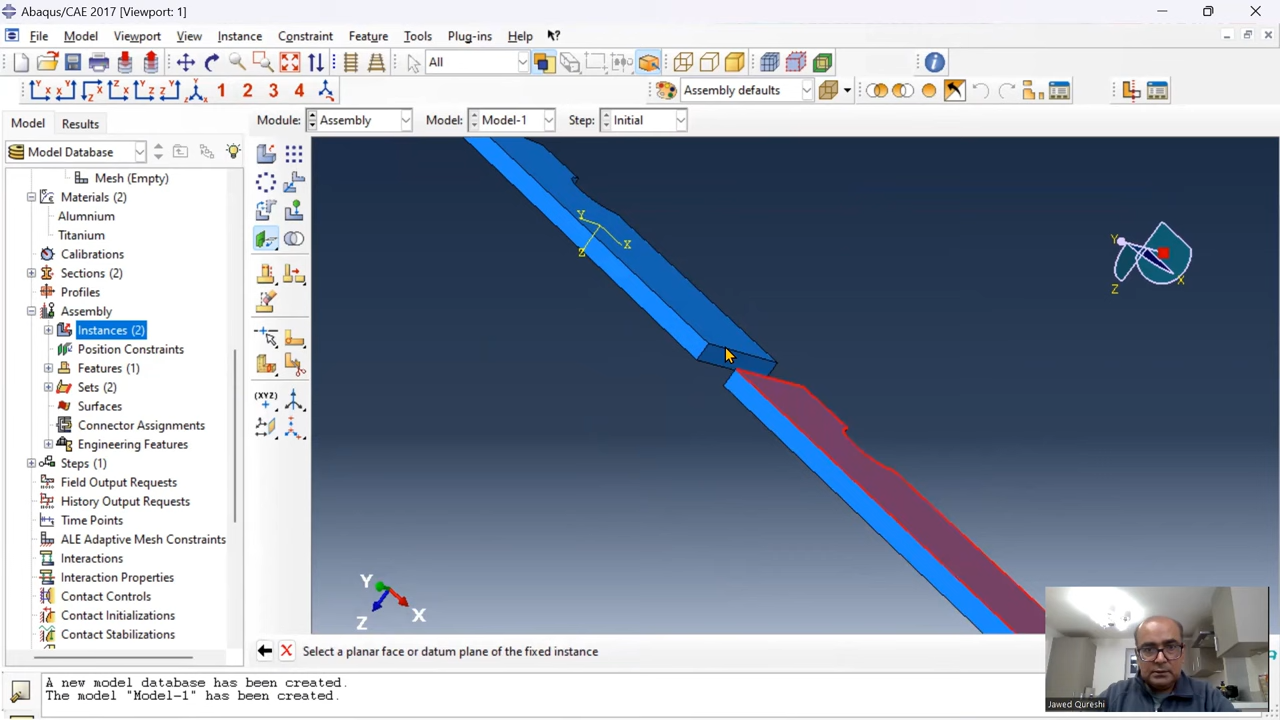 Abaqus/CAE 2017 [Viewport: 1]
File Model Viewport View Instance Constraint Feature Tools Plug-ins Help
All
1 2 3 4
Assembly defaults
Model Results
Module: Assembly Model: Model-1 Step: Initial
Model Database
Mesh (Empty)
Materials (2)
Alumnium
Titanium
Calibrations
Sections (2)
Profiles
Assembly
Instances (2)
Position Constraints
Features (1)
Sets (2)
Surfaces
Connector Assignments
Engineering Features
Steps (1)
Field Output Requests
History Output Requests
Time Points
ALE Adaptive Mesh Constraints
Interactions
Interaction Properties
Contact Controls
Contact Initializations
Contact Stabilizations
(XYZ)
Y
X
Z
Y
X
Z
Y
X
Z
Select a planar face or datum plane of the fixed instance
Jawed Qureshi
A new model database has been created.
The model "Model-1" has been created.